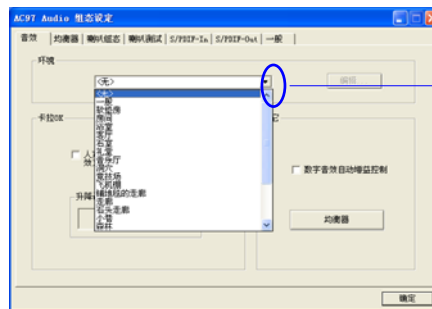 AC97 Audio 组态设定
音效 均衡器 喇叭组态 喇叭测试 S/PDIF-In S/PDIF-Out 一般
环境
<无>
编辑
<无>
一般
软垫房
房间
浴室
客厅
石室
礼堂
音乐厅
洞穴
竞技场
飞机棚
铺地毯的走廊
走廊
石头走廊
小巷
森林
卡拉OK
数字音效自动增益控制
均衡器
确定